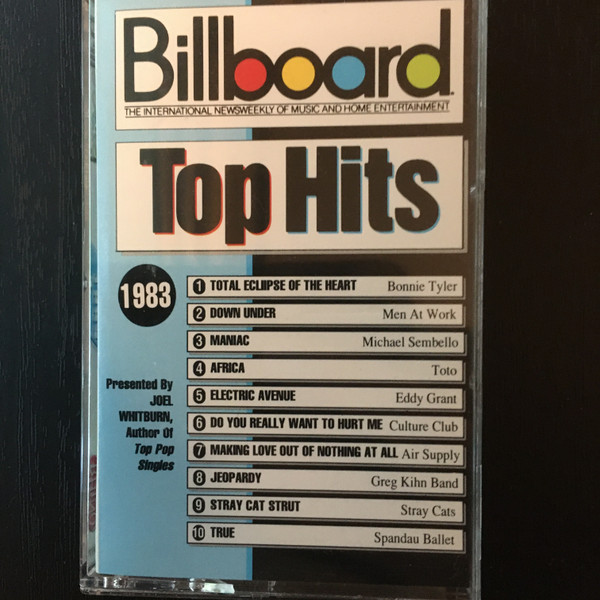 Billboard
THE INTERNATIONAL NEWSWEEKLY OF MUSIC AND HOME ENTERTAINMENT
Top Hits
1983
1 TOTAL ECLIIPSE OF THE HEART Bonnie Tyler
2 DOWN UNDER Men At Work
3 MANIAC Michael Sembello
4 AFRICA Toto
5 ELECTRIC AVENUE Eddy Grant
6 DO YOU REALLY WANT TO HURT ME Culture Club
7 MAKING LOVE OUT OF NOTHING AT ALL Air Supply
8 JEOPARDY Greg Kihn Band
9 STRAY CAT STRUT Stray Cats
10 TRUE Spandau Ballet
Presented By
JOEL
WHITBURN,
Author Of
Top Pop
Singles